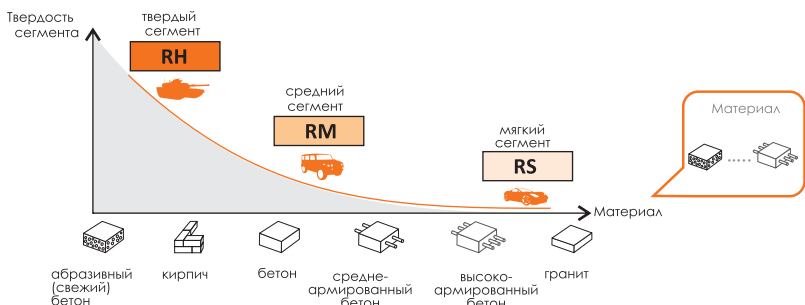 Твердость
сегмента
твердый
сегмент
RH
средний
сегмент
RM
мягкий
сегмент
RS
Материал
Материал
абразивный
(свежий)
бетон
кирпич
бетон
средне-
армированный
бетон
высоко-
армированный
бетон
гранит